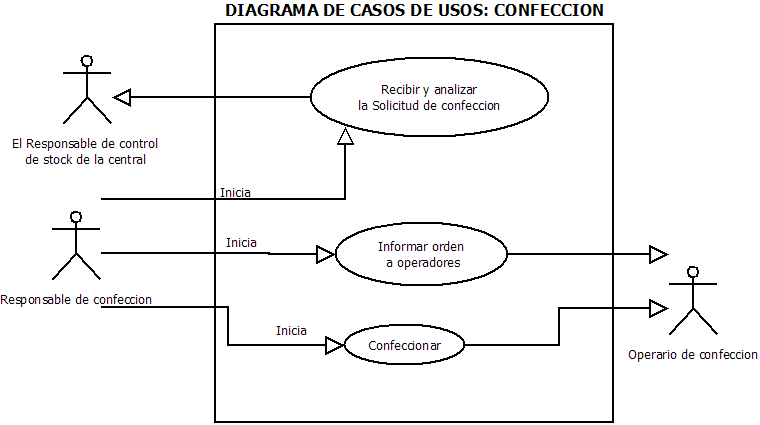 DIAGRAMA DE CASOS DE USOS: CONFECCION
Recibir y analizar
la Solicitud de confeccion
El Responsable de control
de stock de la central
Inicia
Inicia
Informar orden
a operadores
Responsable de confeccion
Inicia
Confeccionar
Operario de confeccion